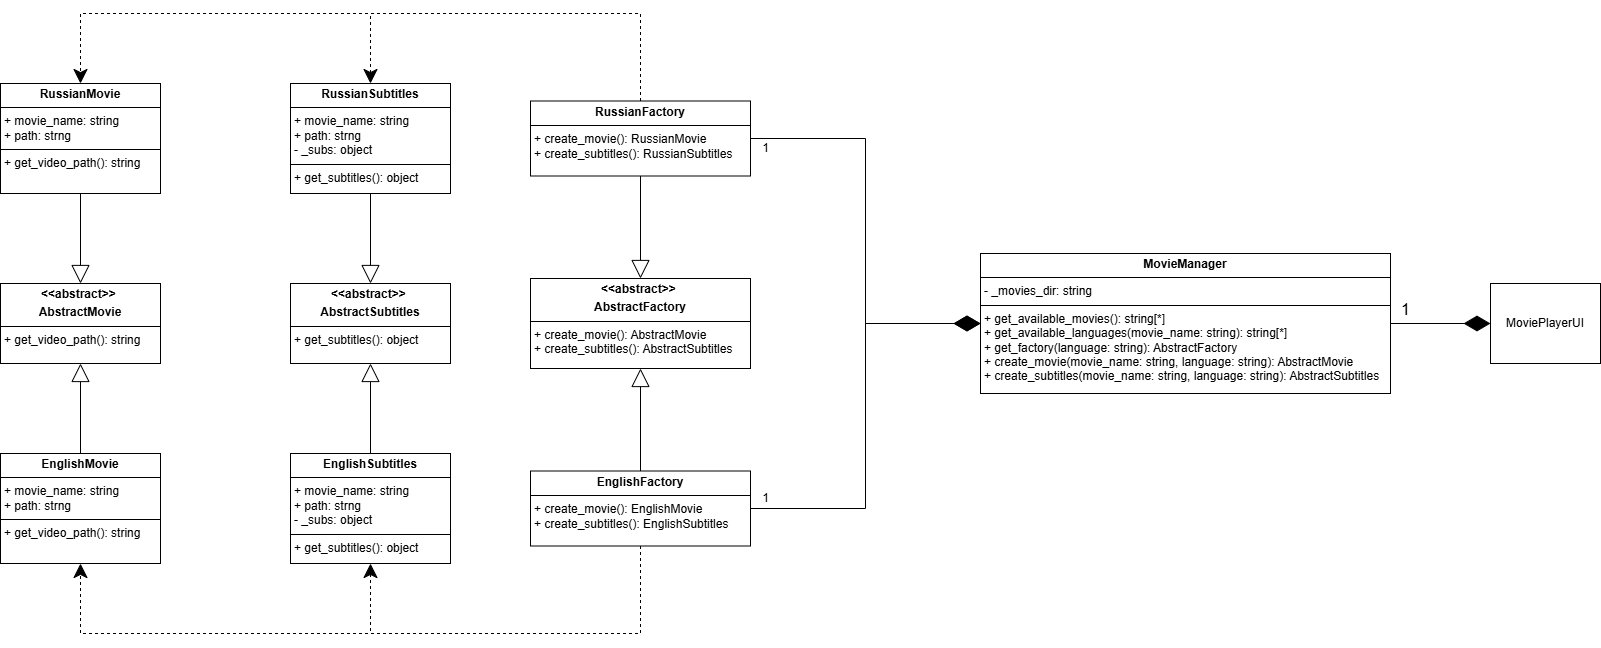 RussianMovie
+ movie_name: string
+ path: strng
+ get_video_path(): string
RussianSubtitles
+ movie_name: string
+ path: strng
- _subs: object
+ get_subtitles(): object
RussianFactory
+ create_movie(): RussianMovie
+ create_subtitles(): RussianSubtitles
1
<<abstract>>
AbstractMovie
+ get_video_path(): string
<<abstract>>
AbstractSubtitles
+ get_subtitles(): object
<<abstract>>
AbstractFactory
+ create_movie(): AbstractMovie
+ create_subtitles(): AbstractSubtitles
MovieManager
- _movies_dir: string
+ get_available_movies(): string[*]
+ get_available_languages(movie_name: string): string[*]
+ get_factory(language: string): AbstractFactory
+ create_movie(movie_name: string, language: string): AbstractMovie
+ create_subtitles(movie_name: string, language: string): AbstractSubtitles
1
MoviePlayerUI
EnglishMovie
+ movie_name: string
+ path: strng
+ get_video_path(): string
EnglishSubtitles
+ movie_name: string
+ path: strng
- _subs: object
+ get_subtitles(): object
EnglishFactory
+ create_movie(): EnglishMovie
+ create_subtitles(): EnglishSubtitles
1